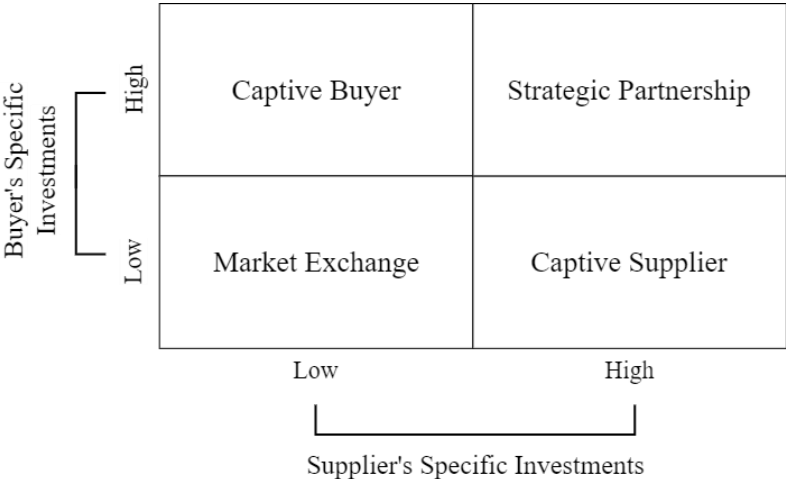 Buyer's Specific
Investments
High
Low
Captive Buyer
Strategic Partnership
Market Exchange
Captive Supplier
Low
High
Supplier's Specific Investments